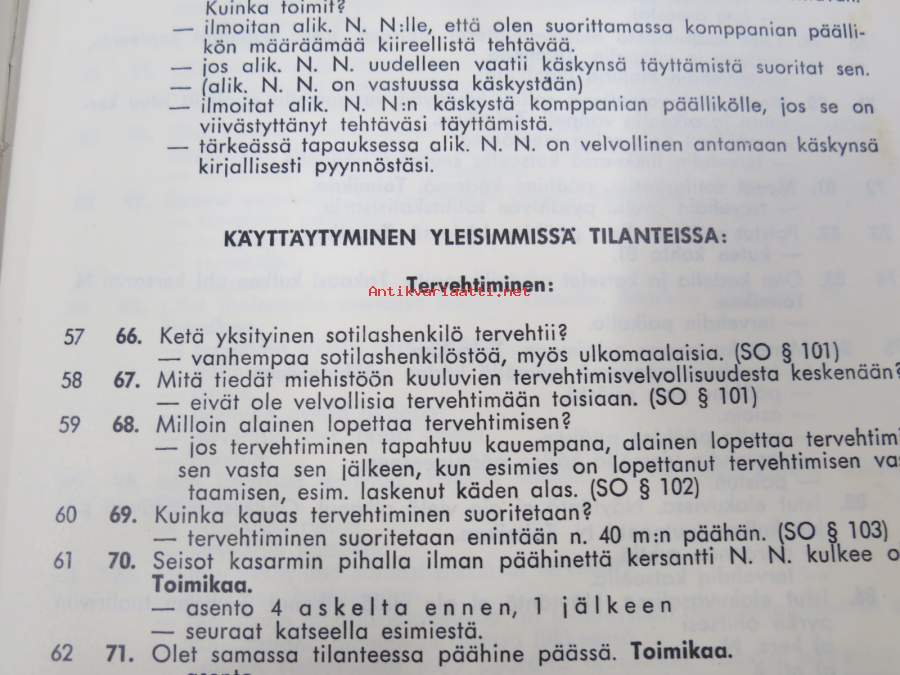 Kuinka toimit?
— ilmoitan alik. N. N:lle, että olen suorittamassa komppanian päälli-
kön määräämää kiireellistä tehtävää.
— jos alik. N. N. uudelleen vaatii käskynsä täyttämistä suoritat sen.
— (alik. N. N. on vastuussa käskystään)
— ilmoitat alik. N. N:n käskystä komppanian päällikölle, jos se on
viivästyttänyt tehtäväsi täyttämistä.
— tärkeässä tapauksessa alik. N. N. on velvollinen antamaan käskynsä
kirjallisesti pyynnöstäsi.
KÄYTTÄYTYMINEN YLEISIMMISSÄ TILANTEISSA:
Tervehtiminen:
Antikvariaatti.net
57 66. Ketä yksityinen sotilashenkilö tervehtii?
— vanhempaa sotilashenkilöstöä, myös ulkomaalaisia. (SO § 101)
58 67. Mitä tiedät miehistöön kuuluvien tervehtimisvelvollisuudesta keskenään?
— eivät ole velvollisia tervehtimään toisiaan. (SO § 101)
59 68. Milloin alainen lopettaa tervehtimisen?
— jos tervehtiminen tapahtuu kauempana, alainen lopettaa tervehtimi
sen vasta sen jälkeen, kun esimies on lopettanut tervehtimisen vas
taamisen, esim. laskenut käden alas. (SO § 102)
60 69. Kuinka kauas tervehtiminen suoritetaan?
— tervehtiminen suoritetaan enintään n. 40 m:n päähän. (SO § 103)
61 70. Seisot kasarmin pihalla ilman päähinettä kersantti N. N. kulkee o
Toimikaa.
— asento 4 askelta ennen, 1 jälkeen
— seuraat katseella esimiestä.
62 71. Olet samassa tilanteessa päähine päässä. Toimikaa.
— asento